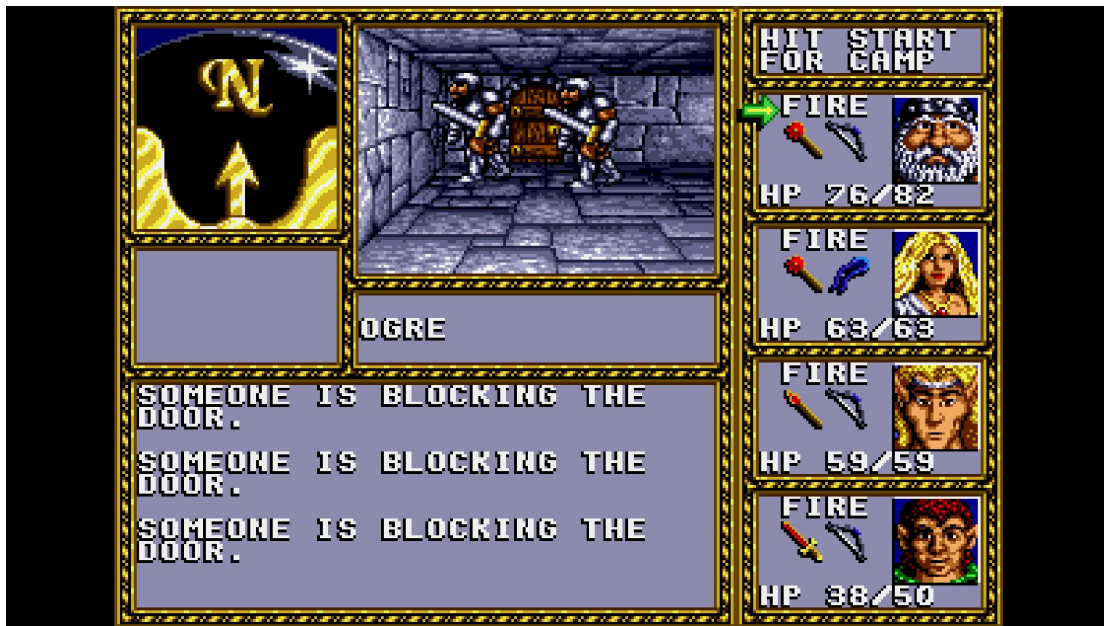 N
OGRE
SOMEONE IS BLOCKING THE
DOOR.
SOMEONE IS BLOCKING THE
DOOR.
SOMEONE IS BLOCKING THE
DOOR.
HIT START
FOR CAMP
FIRE
HP 76/82
FIRE
HP 63/63
FIRE
HP 59/59
FIRE
HP 38/50